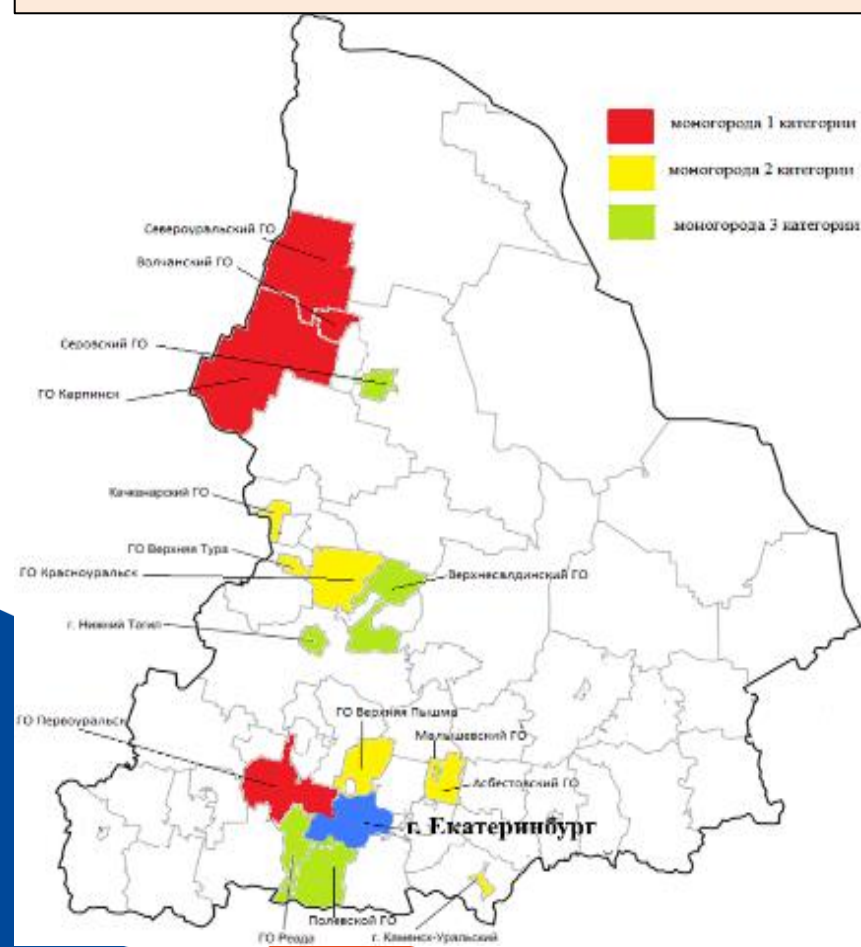 моногорода 1 категории
моногорода 2 категории
моногорода 3 категории
Североуральский ГО
Волчанский ГО
Серовский ГО
ГО Карпинск
Качканарский ГО
ГО Верхняя Тура
ГО Красноуральск
Верхнесалдинский ГО
г. Нижний Тагил
ГО Первоуральск
ГО Верхняя Пышма
Малышевский ГО
Асбестовский ГО
г. Екатеринбург
Полевской ГО
ГО Ревда
г. Каменск-Уральский